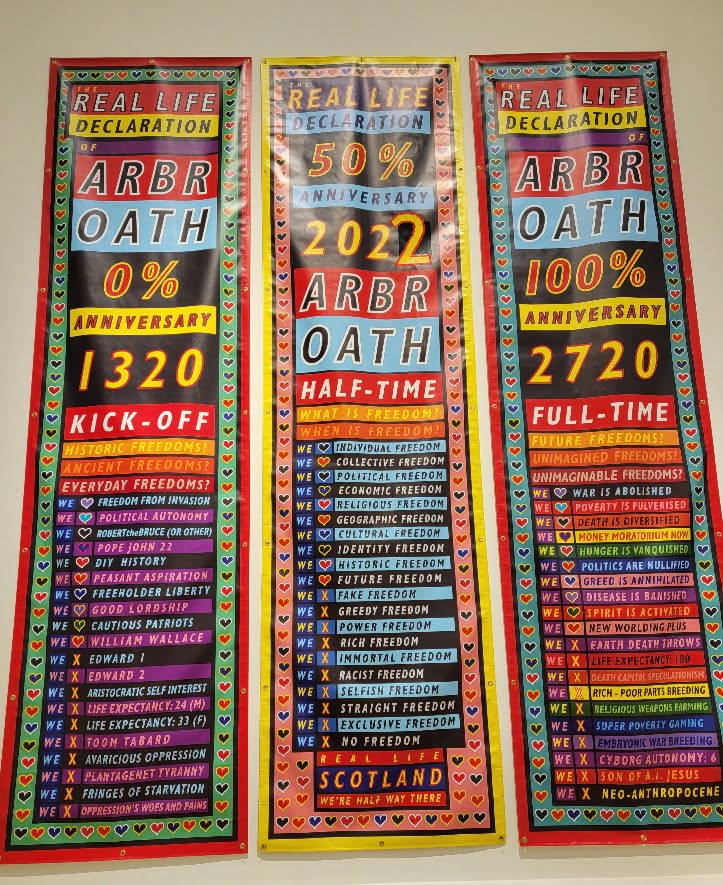 THE
REAL LIFE
DECLARATION
OF
ARBR
OATH
0%
ANNIVERSARY
1320
KICK-OFF
HISTORIC FREEDOMS?
ANCIENT FREEDOMS?
EVERYDAY FREEDOMS?
WE ♥ FREEDOM FROM INVASION
WE ♥ POLITICAL AUTONOMY
WE ♥ ROBERTtheBRUCE (OR OTHER)
WE ♥ POPE JOHN 22
WE ♥ DIY HISTORY
WE ♥ PEASANT ASPIRATION
WE ♥ FREEHOLDER LIBERTY
WE ♥ GOOD LORDSHIP
WE ♥ CAUTIOUS PATRIOTS
WE ♥ WILLIAM WALLACE
WE X EDWARD 1
WE X EDWARD 2
WE X ARISTOCRATIC SELF INTEREST
WE X LIFE EXPECTANCY: 24 (M)
WE X LIFE EXPECTANCY: 33 (F)
WE X TOOM TABARD
WE X AVARICIOUS OPPRESSION
WE X PLANTAGENET TYRANNY
WE X FRINGES OF STARVATION
WE X OPPRESSION'S WOES AND PAINS
THE
REAL LIFE
DECLARATION
50%
ANNIVERSARY
2022
ARBR
OATH
HALF-TIME
WHAT IS FREEDOM?
WHEN IS FREEDOM?
WE ♥ INDIVIDUAL FREEDOM
WE ♥ COLLECTIVE FREEDOM
WE ♥ POLITICAL FREEDOM
WE ♥ ECONOMIC FREEDOM
WE ♥ RELIGIOUS FREEDOM
WE ♥ GEOGRAPHIC FREEDOM
WE ♥ CULTURAL FREEDOM
WE ♥ IDENTITY FREEDOM
WE ♥ HISTORIC FREEDOM
WE ♥ FUTURE FREEDOM
WE X FAKE FREEDOM
WE X GREEDY FREEDOM
WE X POWER FREEDOM
WE X RICH FREEDOM
WE X IMMORTAL FREEDOM
WE X RACIST FREEDOM
WE X SELFISH FREEDOM
WE X STRAIGHT FREEDOM
WE X EXCLUSIVE FREEDOM
WE X NO FREEDOM
REAL LIFE
SCOTLAND
WE'RE HALF WAY THERE
THE
REAL LIFE
DECLARATION
OF
ARBR
OATH
100%
ANNIVERSARY
2720
FULL-TIME
FUTURE FREEDOMS?
UNIMAGINED FREEDOMS?
UNIMAGINABLE FREEDOMS?
WE ♥ WAR IS ABOLISHED
WE ♥ POVERTY IS PULVERISED
WE ♥ DEATH IS DIVERSIFIED
WE ♥ MONEY MORATORIUM NOW
WE ♥ HUNGER IS VANQUISHED
WE ♥ POLITICS ARE NULLIFIED
WE ♥ GREED IS ANNIHILATED
WE ♥ DISEASE IS BANISHED
WE ♥ SPIRIT IS ACTIVATED
WE ♥ NEW WORLDING PLUS
WE X EARTH DEATH THROWS
WE X LIFE EXPECTANCY: 180
WE X DEATH CAPITAL SPECULATIONISM
WE X RICH - POOR PARTS BREEDING
WE X RELIGIOUS WEAPONS FARMING
WE X SUPER POVERTY GAMING
WE X EMBRYONIC WAR BREEDING
WE X CYBORG AUTONOMY: 6
WE X SON OF A.I. JESUS
WE X NEO-ANTHROPOCENE